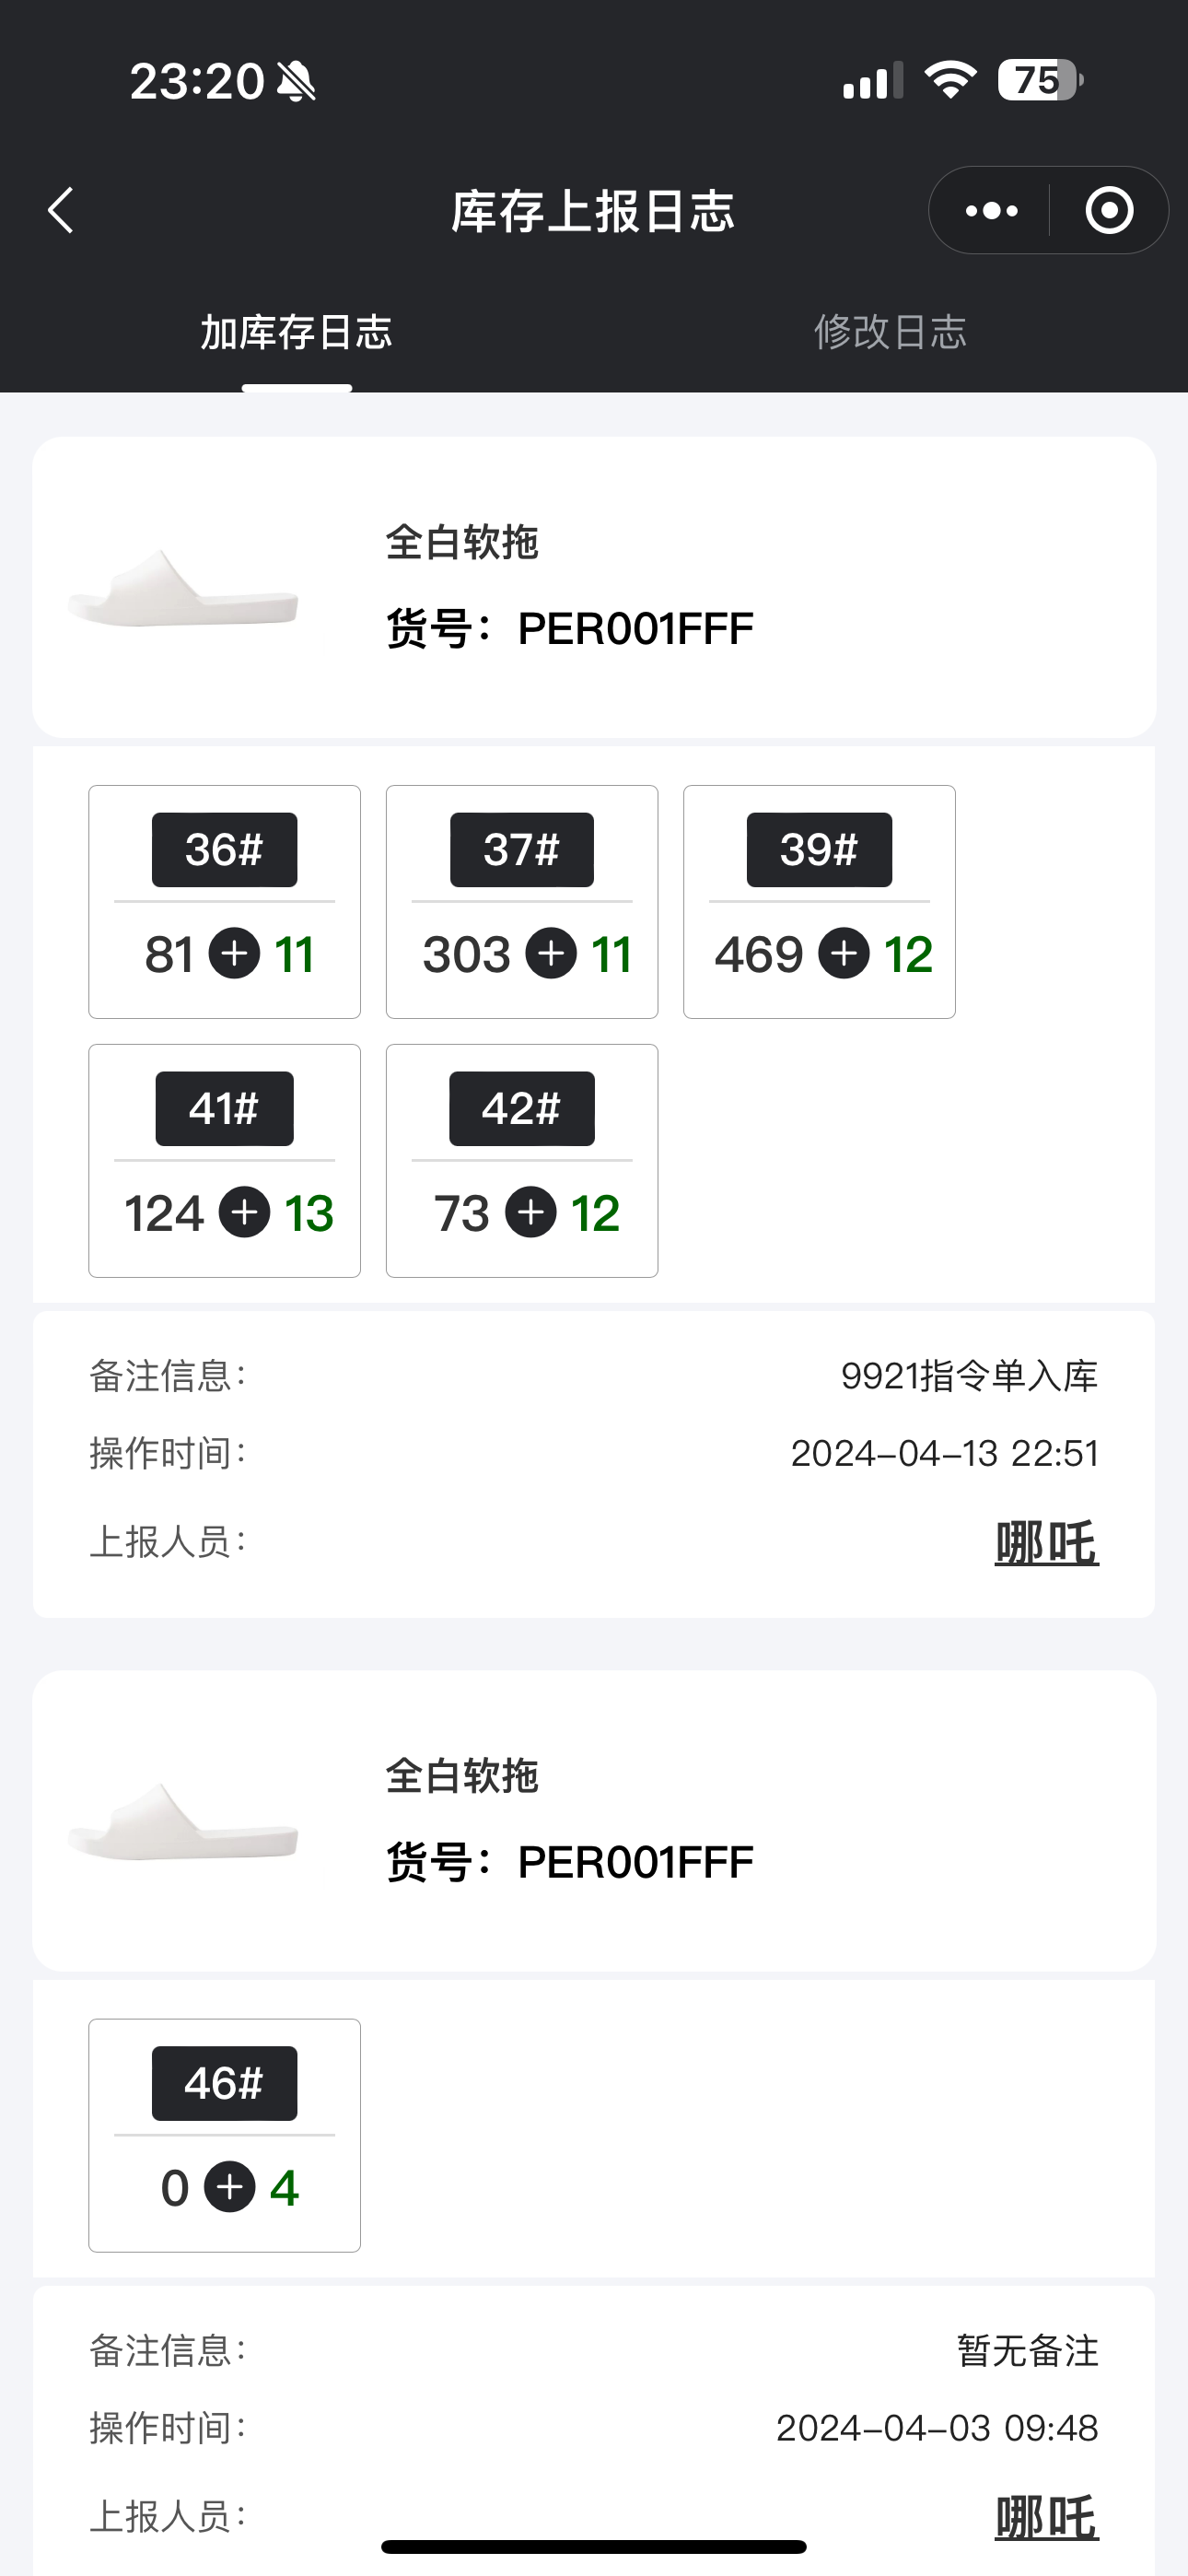 23:20 75
库存上报日志
加库存日志 修改日志
全白软拖
货号：PER001FFF
36# 37# 39#
81 + 11 303 + 11 469 + 12
41# 42#
124 + 13 73 + 12
备注信息： 9921指令单入库
操作时间： 2024-04-13 22:51
上报人员： 哪吒
全白软拖
货号：PER001FFF
46#
0 + 4
备注信息： 暂无备注
操作时间： 2024-04-03 09:48
上报人员： 哪吒